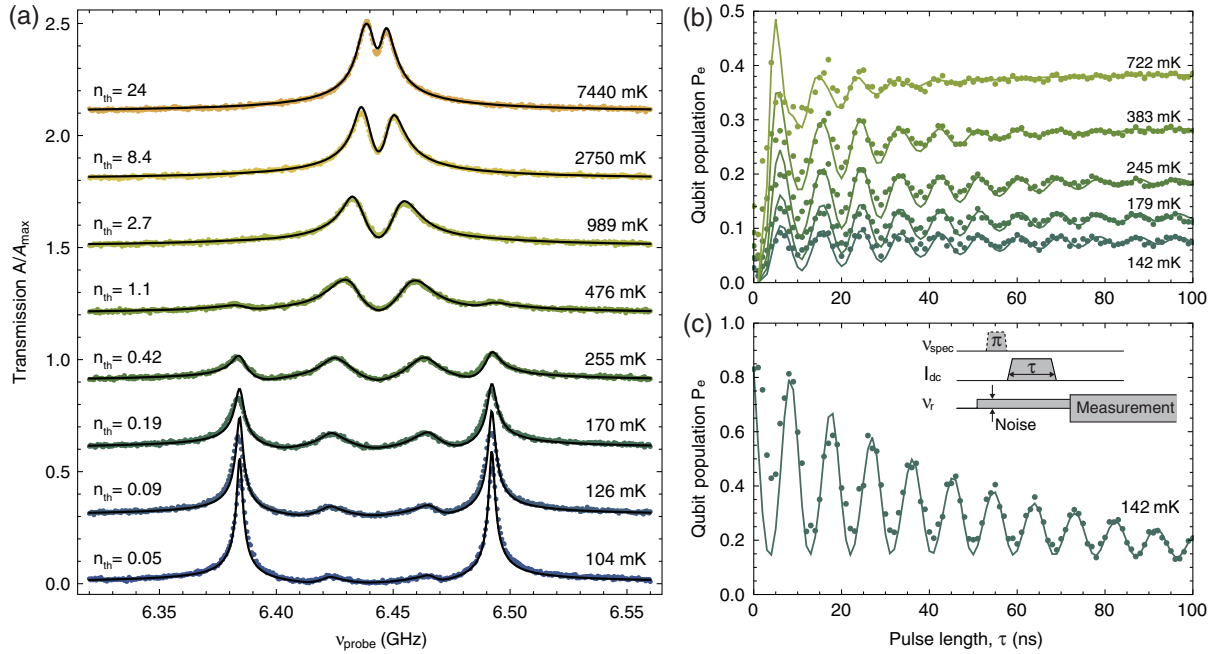 (a)
2.5
2.0
1.5
1.0
0.5
0.0
Transmission A/A_max
n_th = 24
7440 mK
n_th = 8.4
2750 mK
n_th = 2.7
989 mK
n_th = 1.1
476 mK
n_th = 0.42
255 mK
n_th = 0.19
170 mK
n_th = 0.09
126 mK
n_th = 0.05
104 mK
6.35 6.40 6.45 6.50 6.55
ν_probe (GHz)
(b)
0.5
0.4
0.3
0.2
0.1
0.0
Qubit population P_e
722 mK
383 mK
245 mK
179 mK
142 mK
0 20 40 60 80 100
(c)
1.0
0.8
0.6
0.4
0.2
0.0
Qubit population P_e
ν_spec
π
I_dc
τ
ν_r
Measurement
Noise
142 mK
0 20 40 60 80 100
Pulse length, τ (ns)